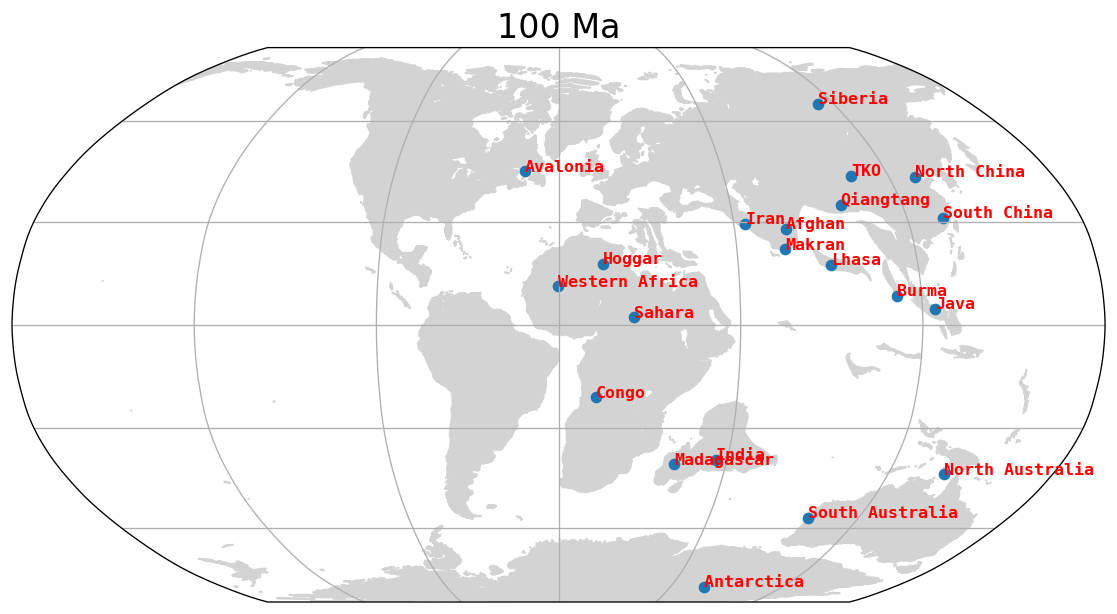 100 Ma
Siberia
Avalonia
TKO
North China
Qiangtang
South China
Iran
Afghan
Makran
Hoggar
Lhasa
Western Africa
Burma
Java
Sahara
Congo
India
Madagascar
North Australia
South Australia
Antarctica